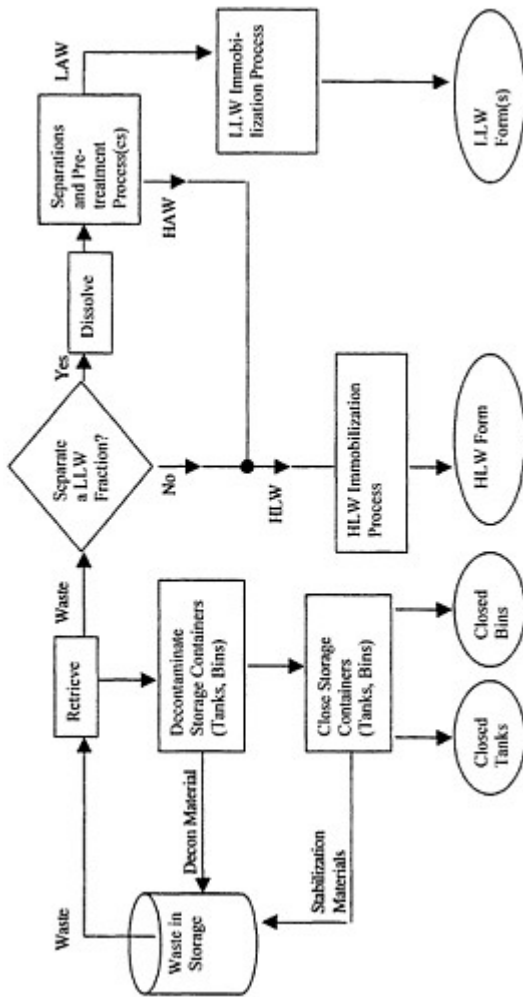 Waste
Waste in
Storage
Retrieve
Waste
Decon Material
Stabilization
Materials
Decontaminate
Storage Containers
(Tanks, Bins)
Close Storage
Containers
(Tanks, Bins)
Closed
Tanks
Closed
Bins
Separate
a LLW
Fraction?
Yes
No
Dissolve
Separations
and Pre-
treatment
Process(es)
LAW
HAW
HLW
LLW Immobi-
lization Process
HLW Immobilization
Process
HLW Form
LLW
Form(s)